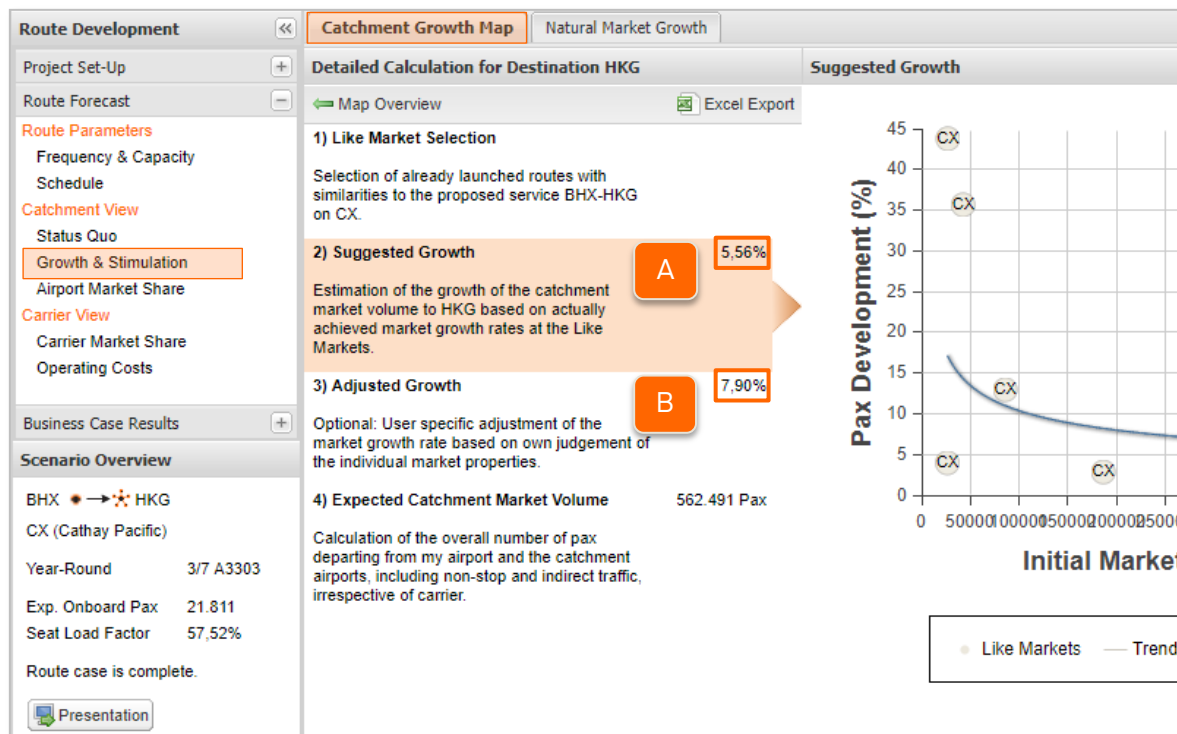 Route Development
Project Set-Up
Route Forecast
Route Parameters
Frequency & Capacity
Schedule
Catchment View
Status Quo
Growth & Stimulation
Airport Market Share
Carrier View
Carrier Market Share
Operating Costs
Business Case Results
Scenario Overview
BHX HKG
CX (Cathay Pacific)
Year-Round 3/7 A3303
Exp. Onboard Pax 21.811
Seat Load Factor 57,52%
Route case is complete.
Presentation
Catchment Growth Map
Natural Market Growth
Detailed Calculation for Destination HKG
Map Overview
Excel Export
1) Like Market Selection
Selection of already launched routes with
similarities to the proposed service BHX-HKG
on CX.
2) Suggested Growth 5,56%
A
Estimation of the growth of the catchment
market volume to HKG based on actually
achieved market growth rates at the Like
Markets.
3) Adjusted Growth 7,90%
B
Optional: User specific adjustment of the
market growth rate based on own judgement of
the individual market properties.
4) Expected Catchment Market Volume 562.491 Pax
Calculation of the overall number of pax
departing from my airport and the catchment
airports, including non-stop and indirect traffic,
irrespective of carrier.
Suggested Growth
Pax Development (%)
45
40
35
30
25
20
15
10
5
0
CX
CX
CX
CX
CX
0 50000 100000 150000 200000 2500
Initial Market
Like Markets Trend